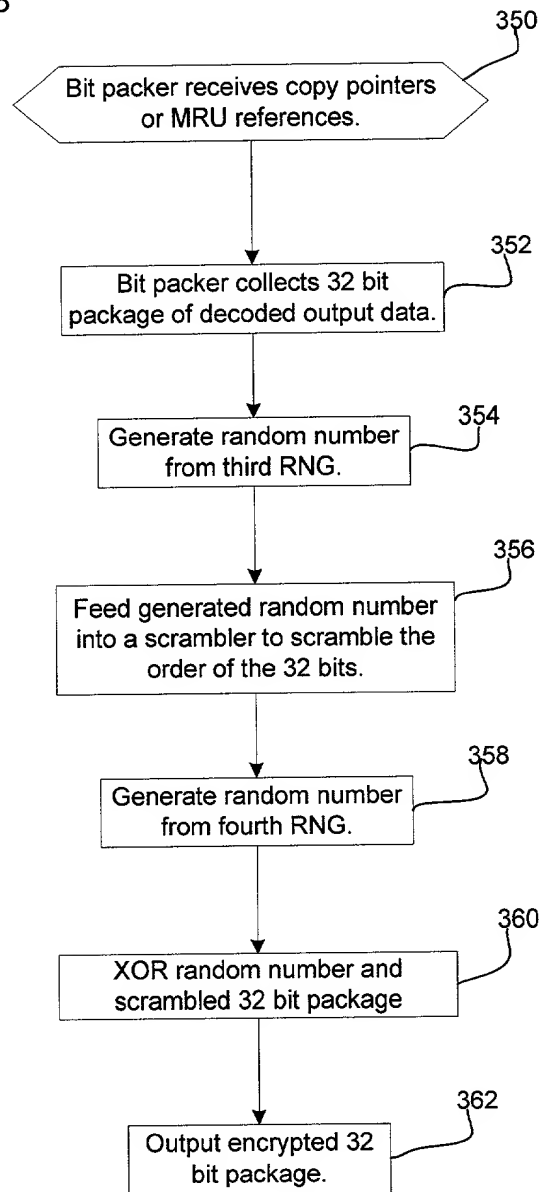 350
Bit packer receives copy pointers
or MRU references.
352
Bit packer collects 32 bit
package of decoded output data.
354
Generate random number
from third RNG.
356
Feed generated random number
into a scrambler to scramble the
order of the 32 bits.
358
Generate random number
from fourth RNG.
360
XOR random number and
scrambled 32 bit package
362
Output encrypted 32
bit package.